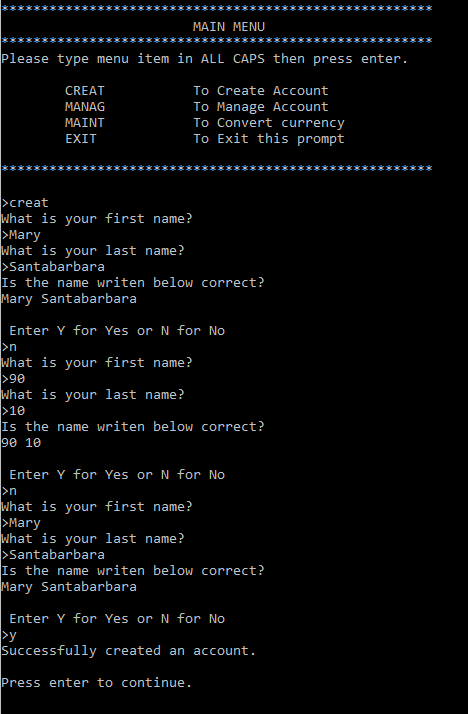 ******************************************************
MAIN MENU
******************************************************
Please type menu item in ALL CAPS then press enter.
CREAT To Create Account
MANAG To Manage Account
MAINT To Convert currency
EXIT To Exit this prompt
******************************************************
>creat
What is your first name?
>Mary
What is your last name?
>Santabarbara
Is the name writen below correct?
Mary Santabarbara
Enter Y for Yes or N for No
>n
What is your first name?
>90
What is your last name?
>10
Is the name writen below correct?
90 10
Enter Y for Yes or N for No
>n
What is your first name?
>Mary
What is your last name?
>Santabarbara
Is the name writen below correct?
Mary Santabarbara
Enter Y for Yes or N for No
>y
Successfully created an account.
Press enter to continue.